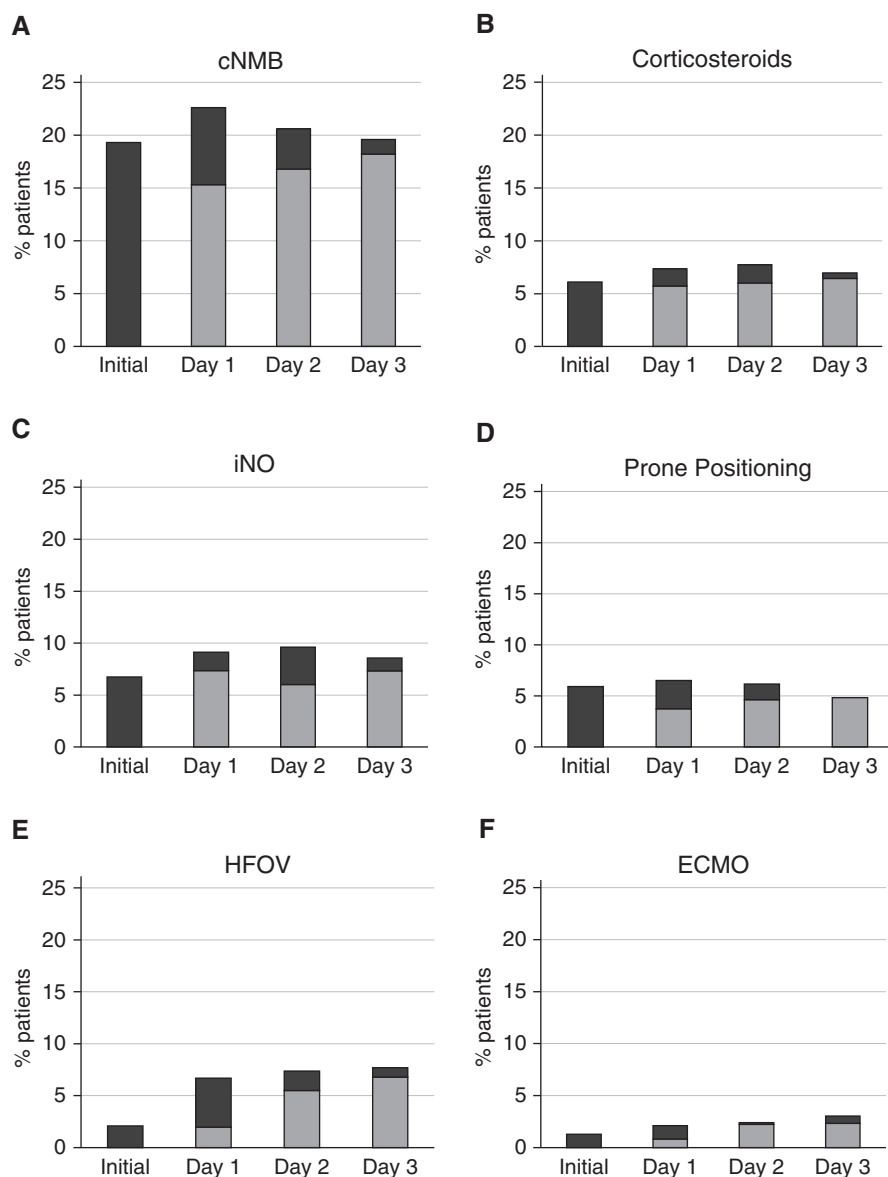 A
cNMB
25
20
15
10
5
0
% patients
Initial Day 1 Day 2 Day 3
B
Corticosteroids
25
20
15
10
5
0
% patients
Initial Day 1 Day 2 Day 3
C
iNO
25
20
15
10
5
0
% patients
Initial Day 1 Day 2 Day 3
D
Prone Positioning
25
20
15
10
5
0
% patients
Initial Day 1 Day 2 Day 3
E
HFOV
25
20
15
10
5
0
% patients
Initial Day 1 Day 2 Day 3
F
ECMO
25
20
15
10
5
0
% patients
Initial Day 1 Day 2 Day 3